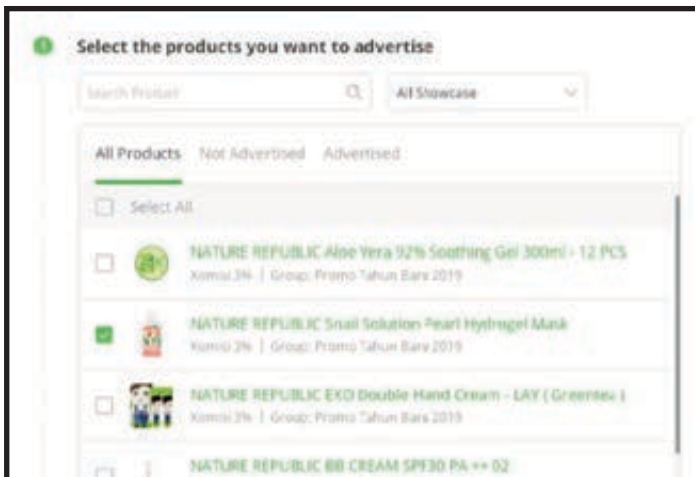 Select the products you want to advertise
Search Product
All Showcase
All Products Not Advertised Advertised
Select All
NATURE REPUBLIC Aloe Vera 92% Soothing Gel 300ml - 12 PCS
Komisi 3% | Group: Promo Tahun Baru 2019
NATURE REPUBLIC Snail Solution Pearl Hydrogel Mask
Komisi 3% | Group: Promo Tahun Baru 2019
NATURE REPUBLIC EXO Double Hand Cream - LAY ( Greentea )
Komisi 3% | Group: Promo Tahun Baru 2019
NATURE REPUBLIC BB CREAM SPF30 PA ++ 02